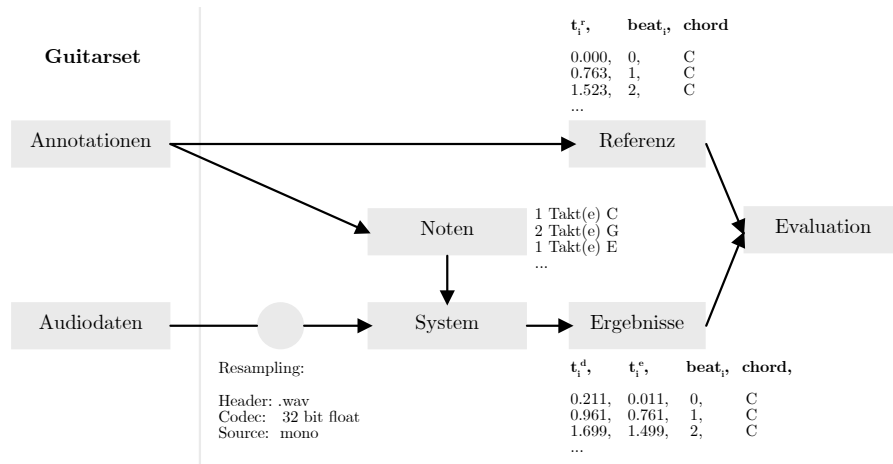 Guitarset
t_i^r, beat_i, chord
0.000, 0, C
0.763, 1, C
1.523, 2, C
...
Annotationen
Referenz
Noten
1 Takt(e) C
2 Takt(e) G
1 Takt(e) E
...
Evaluation
Audiodaten
System
Ergebnisse
Resampling:
Header: .wav
Codec: 32 bit float
Source: mono
t_i^d, t_i^e, beat_i, chord,
0.211, 0.011, 0, C
0.961, 0.761, 1, C
1.699, 1.499, 2, C
...